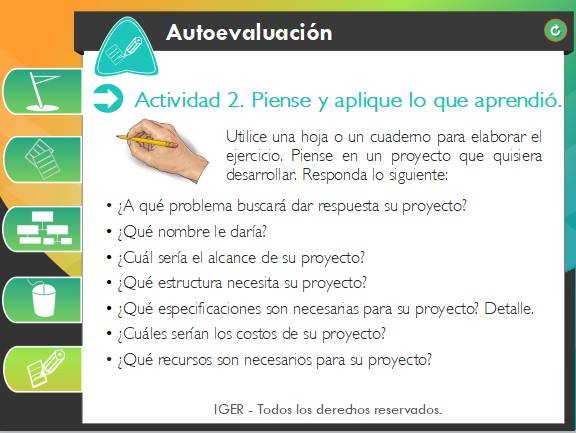 Autoevaluación
Actividad 2. Piense y aplique lo que aprendió.
Utilice una hoja o un cuaderno para elaborar el
ejercicio. Piense en un proyecto que quisiera
desarrollar. Responda lo siguiente:
• ¿A qué problema buscará dar respuesta su proyecto?
• ¿Qué nombre le daría?
• ¿Cuál sería el alcance de su proyecto?
• ¿Qué estructura necesita su proyecto?
• ¿Qué especificaciones son necesarias para su proyecto? Detalle.
• ¿Cuáles serían los costos de su proyecto?
• ¿Qué recursos son necesarios para su proyecto?
IGER - Todos los derechos reservados.